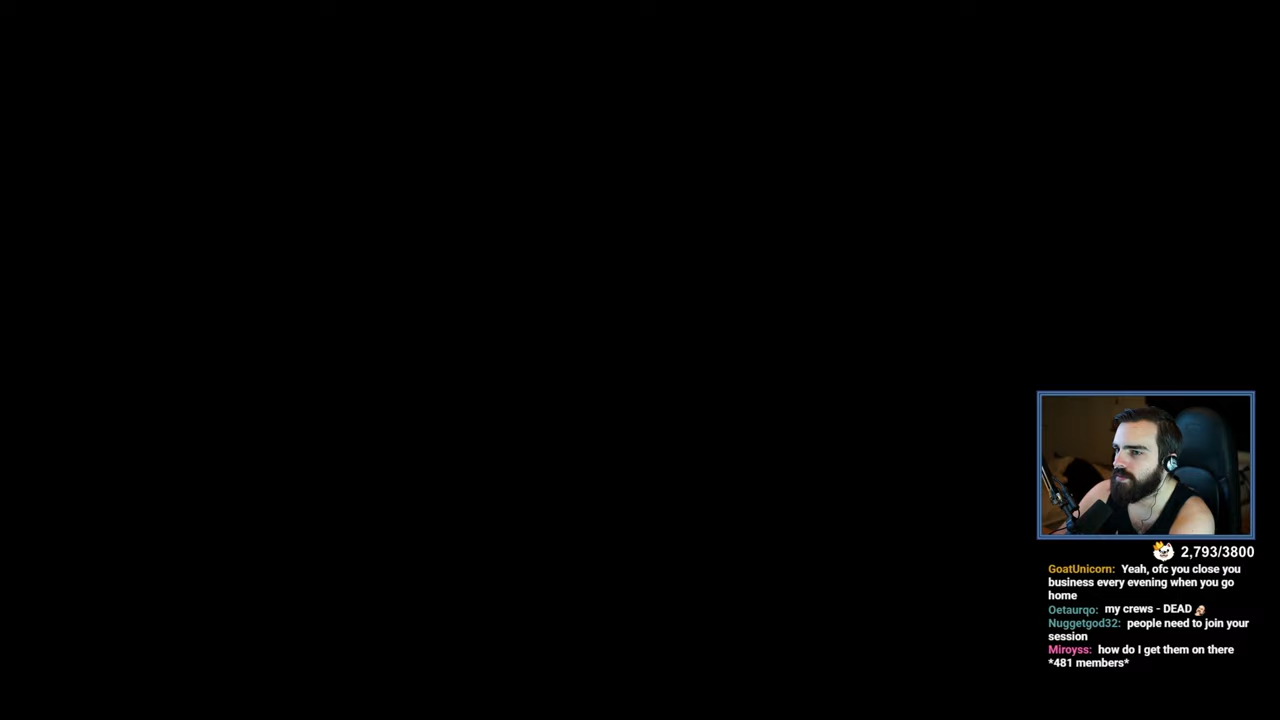 2,793/3800
GoatUnicorn: Yeah, ofc you close you
business every evening when you go
home
Oetaurqo: my crews - DEAD
Nuggetgod32: people need to join your
session
Miroyss: how do I get them on there
*481 members*